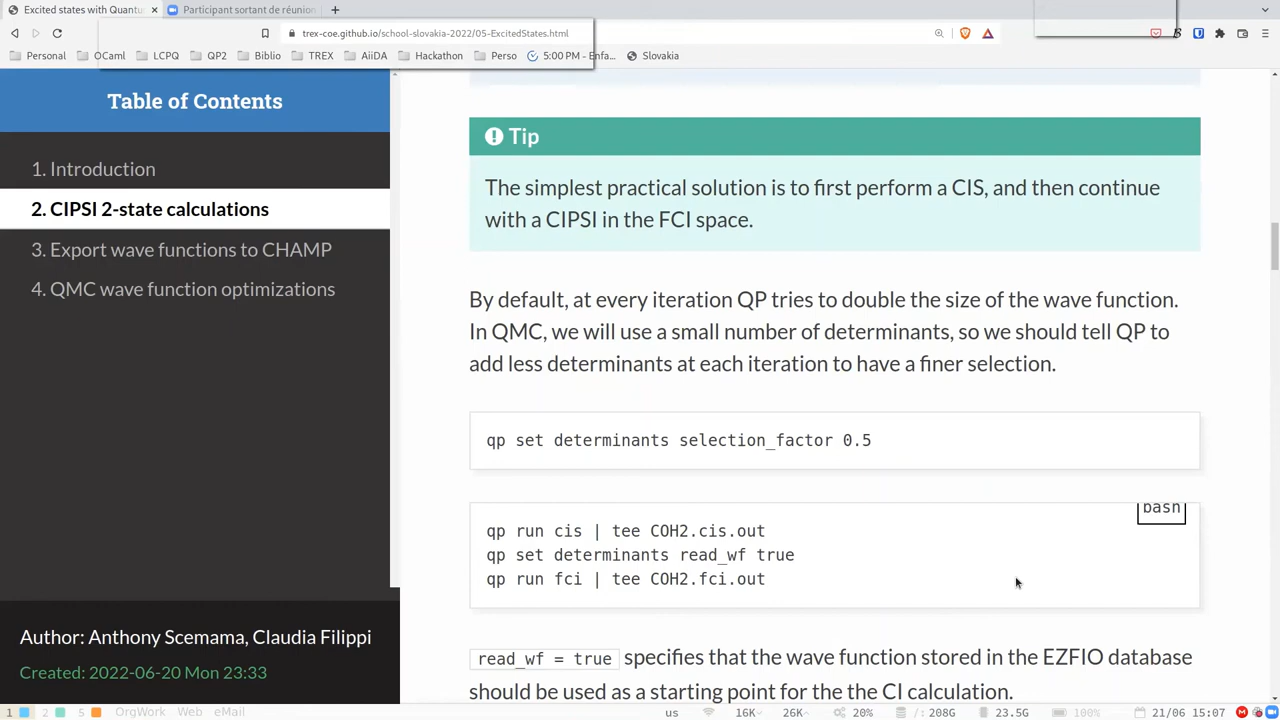 Excited states with Quantu
Participant sortant de réunion
trex-coe.github.io/school-slovakia-2022/05-ExcitedStates.html
Personal
OCaml
LCPQ
QP2
Biblio
TREX
AiiDA
Hackathon
Perso
5:00 PM - Enfa...
Slovakia
Table of Contents
1. Introduction
2. CIPSI 2-state calculations
3. Export wave functions to CHAMP
4. QMC wave function optimizations
Author: Anthony Scemama, Claudia Filippi
Created: 2022-06-20 Mon 23:33
Tip
The simplest practical solution is to first perform a CIS, and then continue
with a CIPSI in the FCI space.
By default, at every iteration QP tries to double the size of the wave function.
In QMC, we will use a small number of determinants, so we should tell QP to
add less determinants at each iteration to have a finer selection.
qp set determinants selection_factor 0.5
bash
qp run cis | tee COH2.cis.out
qp set determinants read_wf true
qp run fci | tee COH2.fci.out
read_wf = true specifies that the wave function stored in the EZFIO database
should be used as a starting point for the the CI calculation.
1 2 5 OrgWork Web eMail us 16K 26K 20% /: 208G 23.5G 100% 21/06 15:07